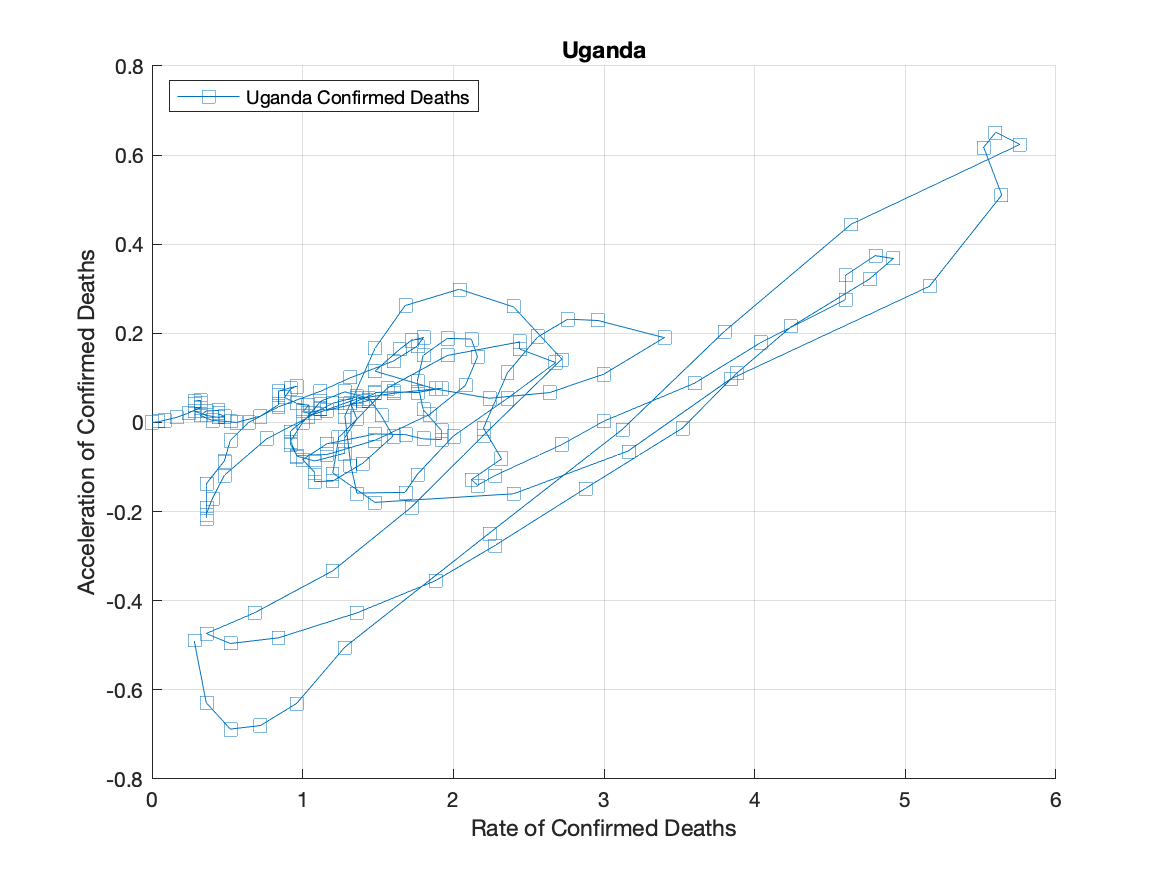 Uganda
Uganda Confirmed Deaths
0.8
0.6
0.4
0.2
0
-0.2
-0.4
-0.6
-0.8
Acceleration of Confirmed Deaths
0 1 2 3 4 5 6
Rate of Confirmed Deaths